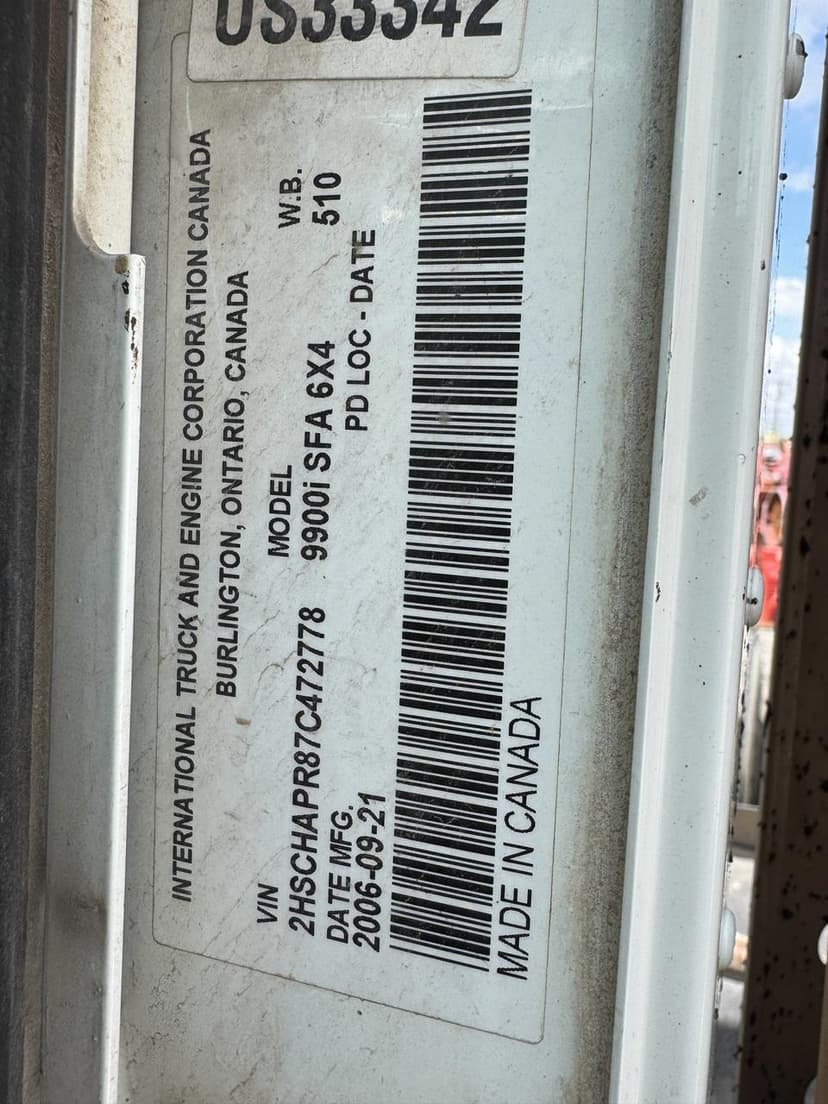 US33342
INTERNATIONAL TRUCK AND ENGINE CORPORATION CANADA
BURLINGTON, ONTARIO, CANADA
VIN MODEL W.B.
2HSCHAPR87C472778 9900i SFA 6X4 510
DATE MFG. PD LOC - DATE
2006-09-21
MADE IN CANADA